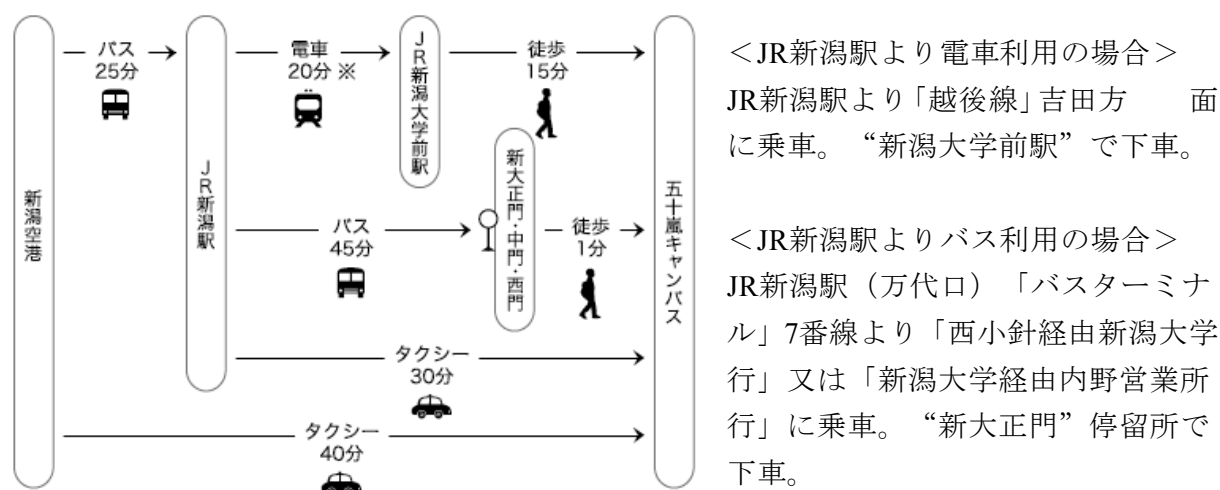 新潟空港
バス
25分
JR新潟駅
電車
20分 ※
JR新潟大学前駅
徒歩
15分
バス
45分
新大正門・中門・西門
徒歩
1分
タクシー
30分
タクシー
40分
五十嵐キャンパス
＜JR新潟駅より電車利用の場合＞
JR新潟駅より「越後線」吉田方　　面
に乗車。“新潟大学前駅”で下車。
＜JR新潟駅よりバス利用の場合＞
JR新潟駅（万代口）「バスターミナ
ル」7番線より「西小針経由新潟大学
行」又は「新潟大学経由内野営業所
行」に乗車。“新大正門”停留所で
下車。